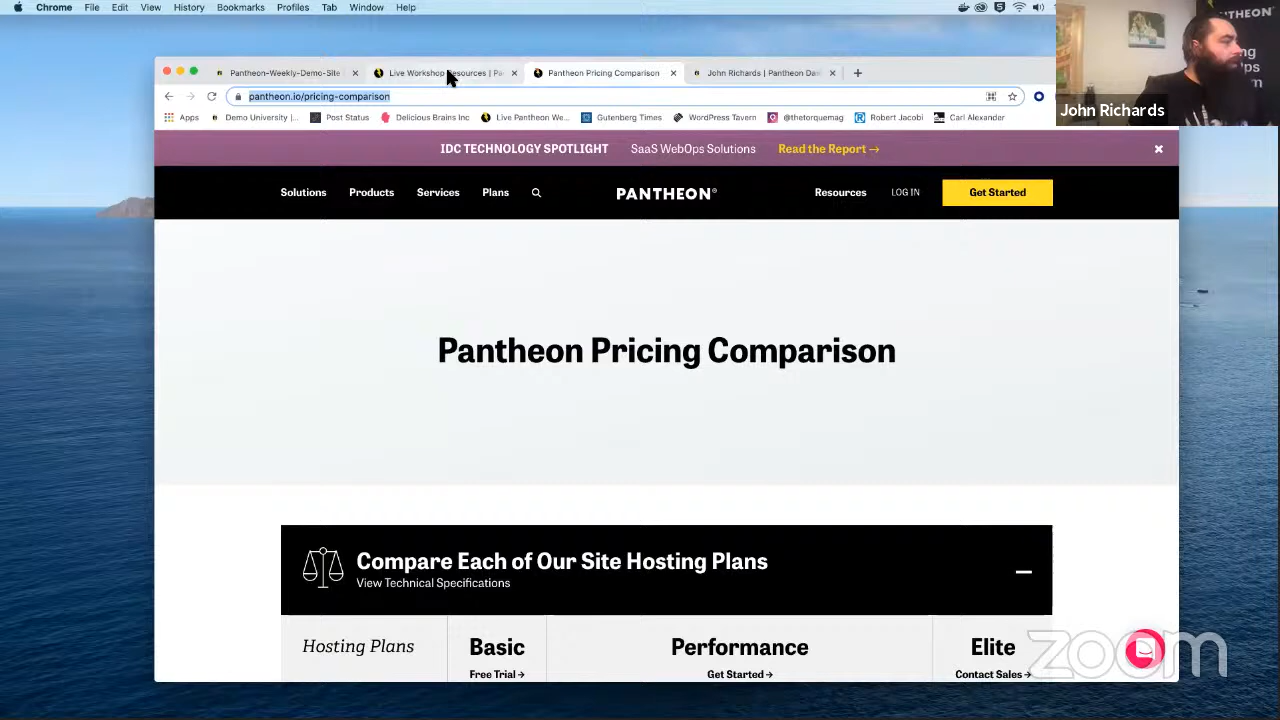 Chrome File Edit View History Bookmarks Profiles Tab Window Help
Pantheon-Weekly-Demo-Site
Live Workshop Resources | Pa
Pantheon Pricing Comparison
John Richards | Pantheon Das
pantheon.io/pricing-comparison
Apps
Demo University |...
Post Status
Delicious Brains Inc
Live Pantheon We...
Gutenberg Times
WordPress Tavern
@thetorquemag
Robert Jacobi
Carl Alexander
John Richards
IDC TECHNOLOGY SPOTLIGHT SaaS WebOps Solutions Read the Report →
Solutions Products Services Plans PANTHEON® Resources LOG IN Get Started
Pantheon Pricing Comparison
Compare Each of Our Site Hosting Plans
View Technical Specifications
Hosting Plans Basic Performance Elite
Free Trial → Get Started → Contact Sales →
zoom